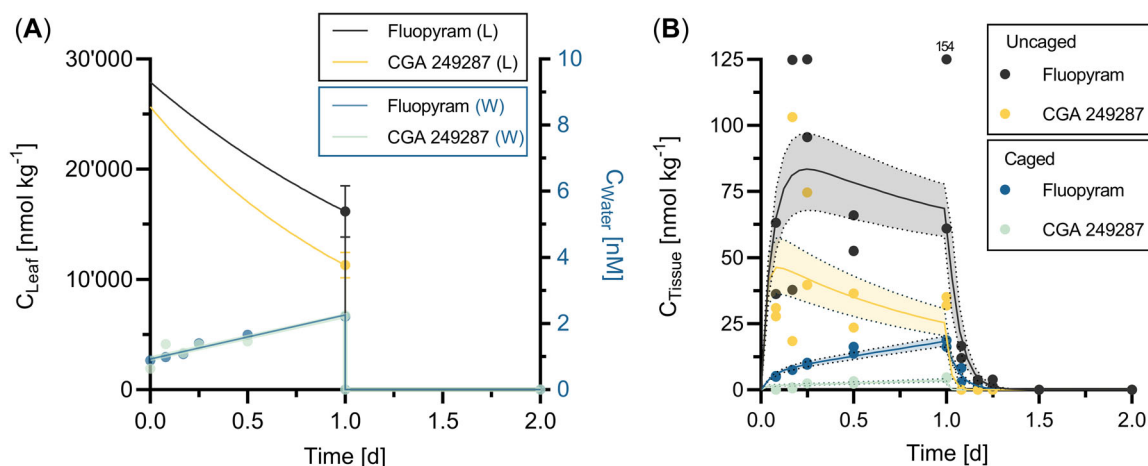 (A)
Fluopyram (L)
CGA 249287 (L)
Fluopyram (W)
CGA 249287 (W)
30'000
20'000
10'000
0
C_Leaf [nmol kg⁻¹]
10
8
6
4
2
0
C_Water [nM]
0.0 0.5 1.0 1.5 2.0
Time [d]
(B)
154
Uncaged
Fluopyram
CGA 249287
Caged
Fluopyram
CGA 249287
125
100
75
50
25
0
C_Tissue [nmol kg⁻¹]
0.0 0.5 1.0 1.5 2.0
Time [d]